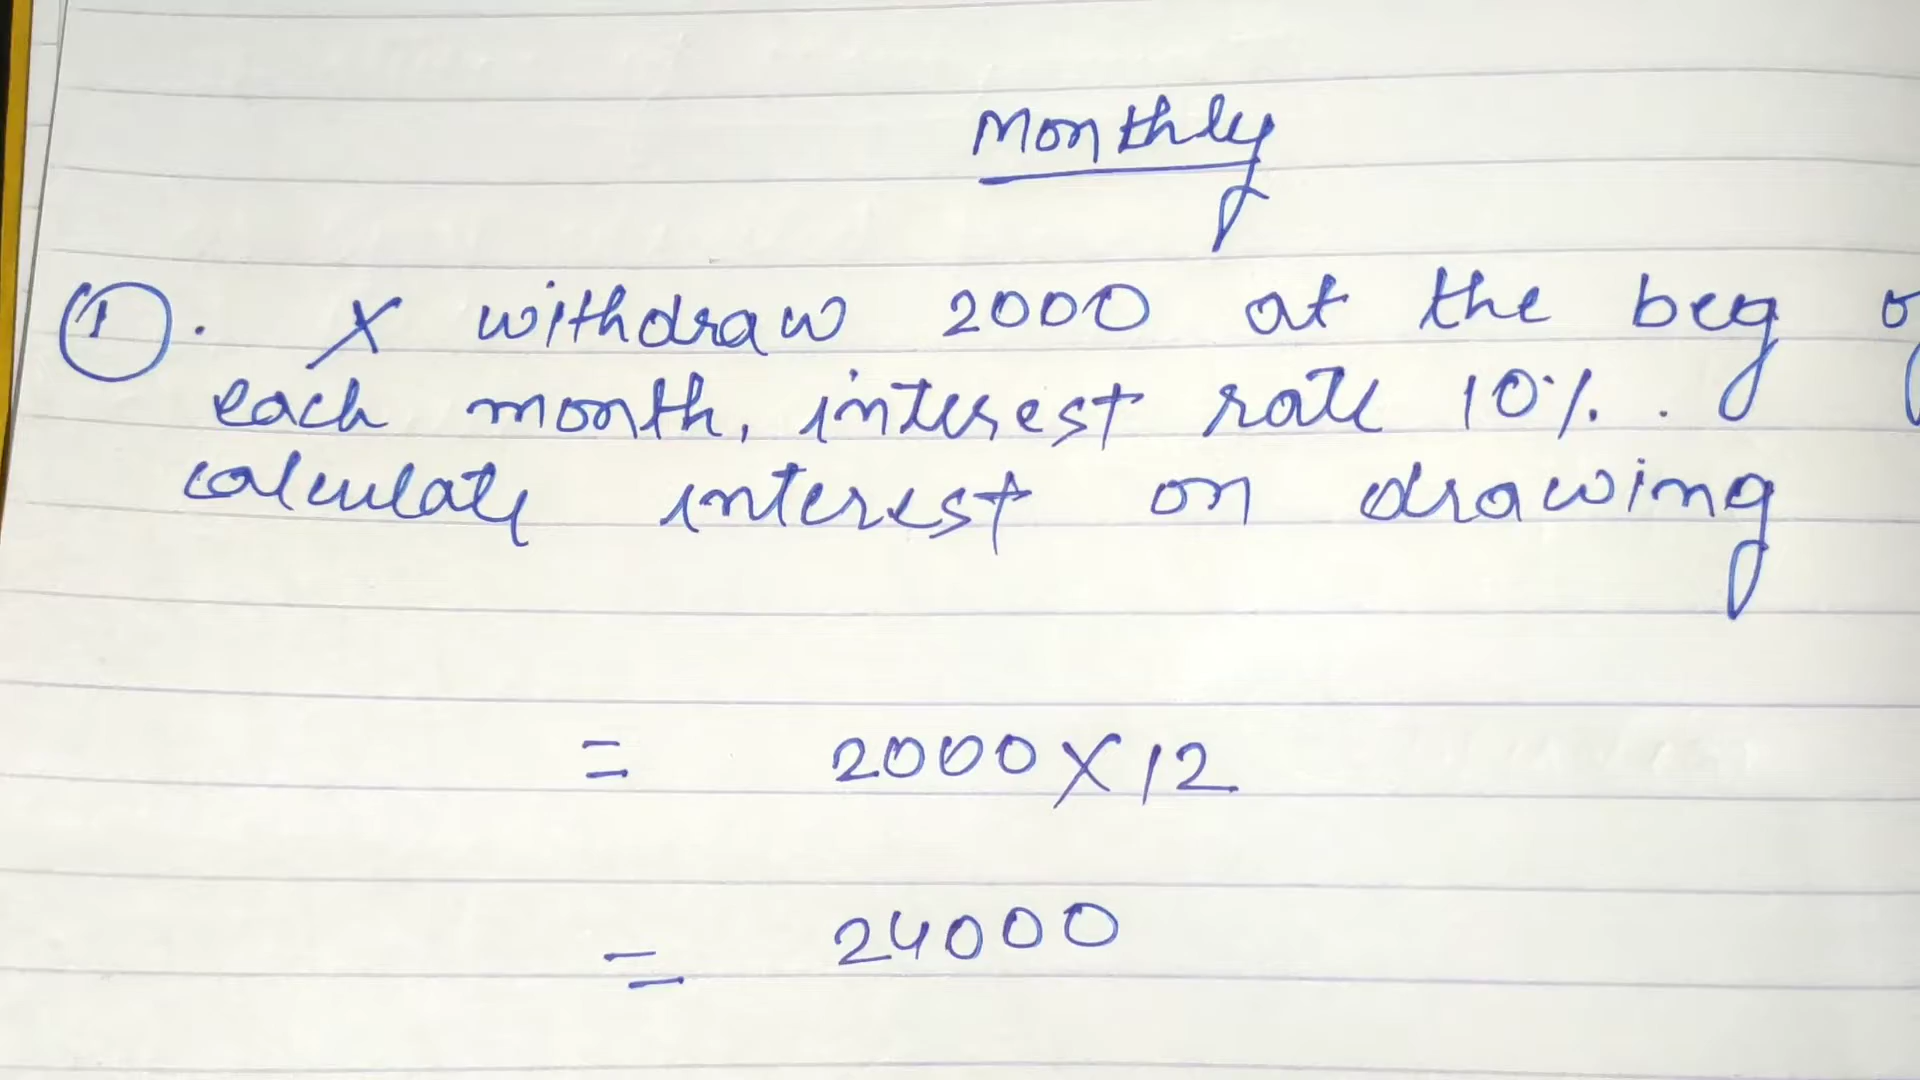 Monthly
1. X withdraw 2000 at the beg
each month, interest rate 10%.
calculate interest on drawing
= 2000 X 12
= 24000